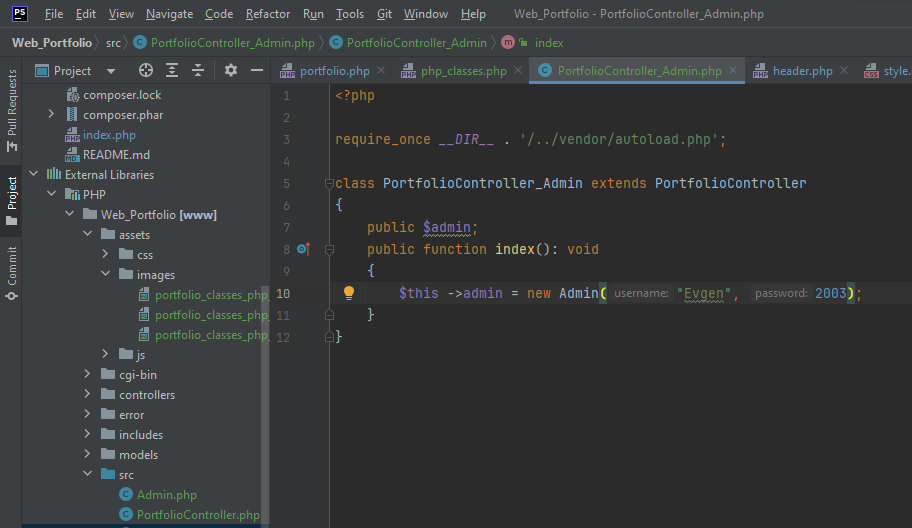 PS File Edit View Navigate Code Refactor Run Tools Git Window Help Web_Portfolio - PortfolioController_Admin.php
Web_Portfolio src PortfolioController_Admin.php PortfolioController_Admin m index
Project portfolio.php php_classes.php PortfolioController_Admin.php header.php style.
Pull Requests
Project
Commit
composer.lock
composer.phar
index.php
README.md
External Libraries
PHP
Web_Portfolio [www]
assets
css
images
portfolio_classes_php_
portfolio_classes_php_
portfolio_classes_php_
js
cgi-bin
controllers
error
includes
models
src
Admin.php
PortfolioController.php
1 <?php
2
3 require_once __DIR__ . '/../vendor/autoload.php';
4
5 class PortfolioController_Admin extends PortfolioController
6 {
7 public $admin;
8 public function index(): void
9 {
10 $this ->admin = new Admin( username: "Evgen", password: 2003);
11 }
12 }